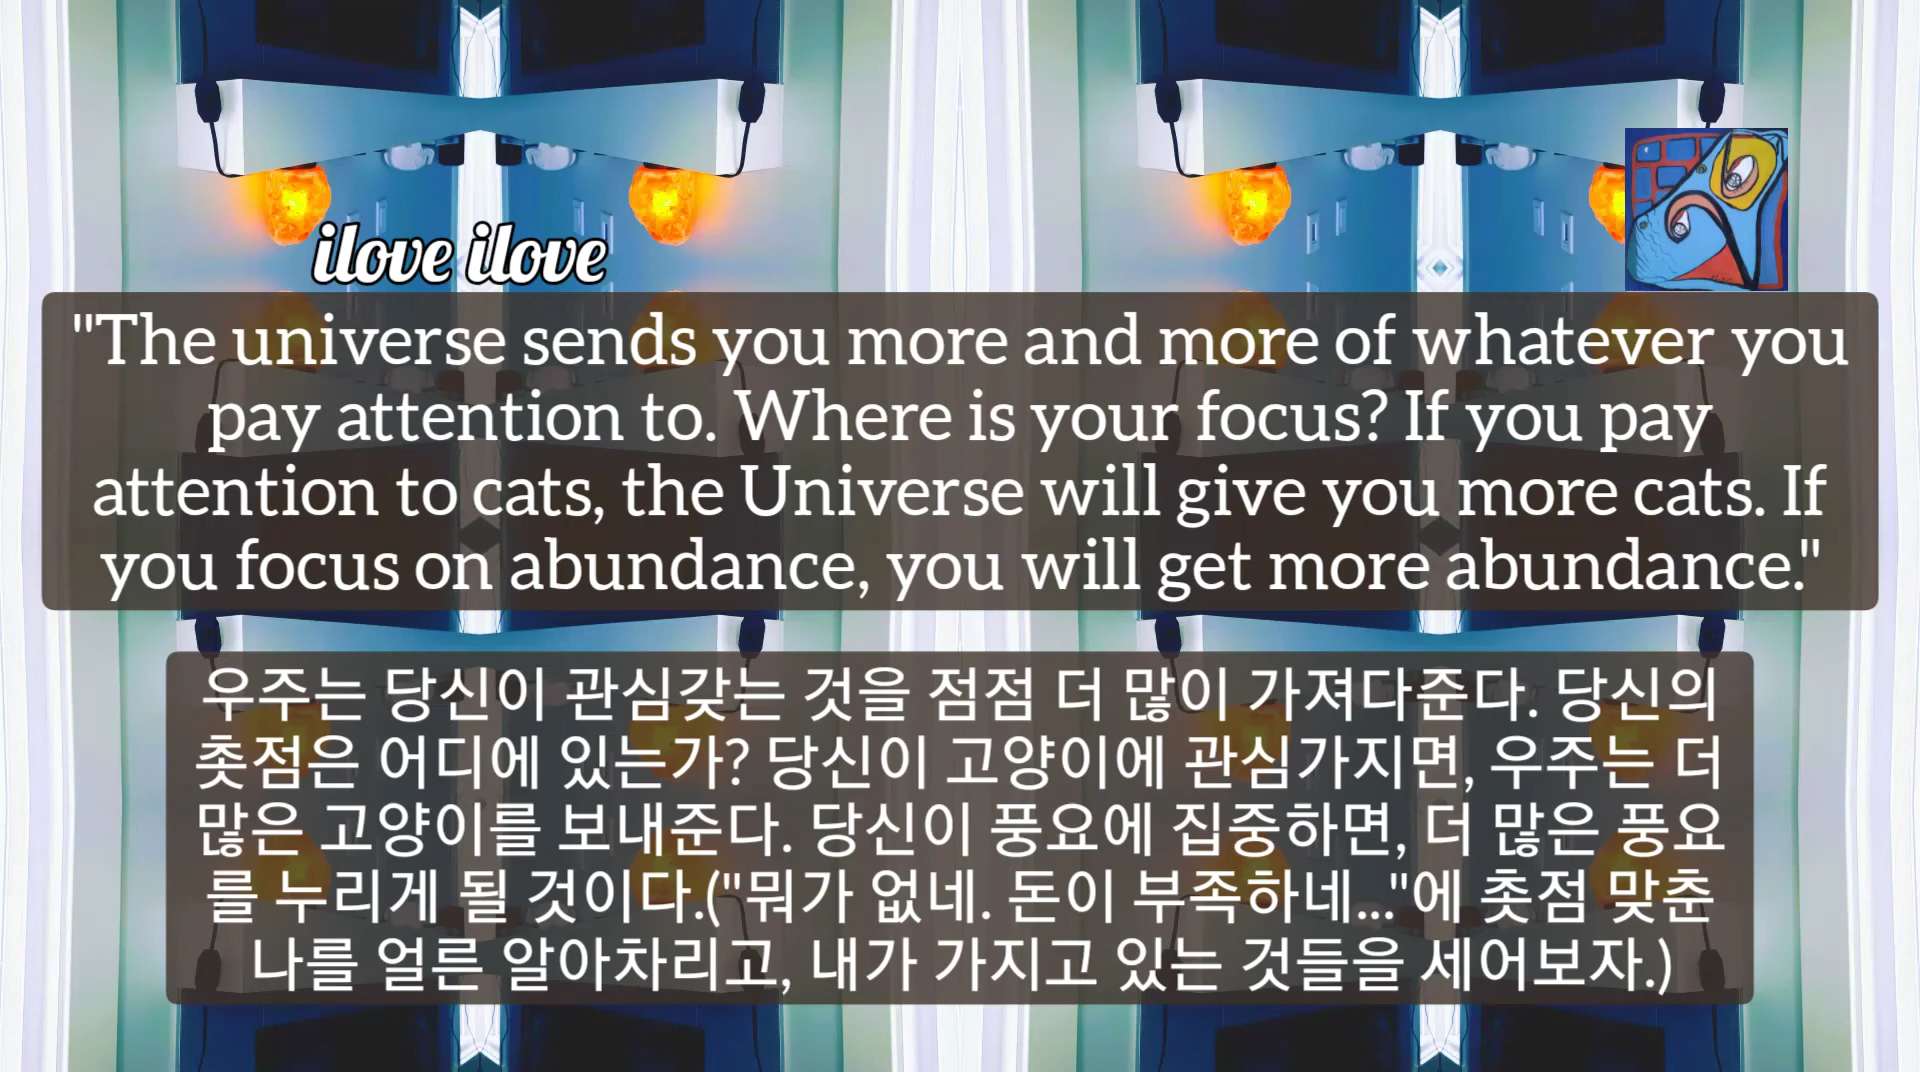 ilove ilove
"The universe sends you more and more of whatever you
pay attention to. Where is your focus? If you pay
attention to cats, the Universe will give you more cats. If
you focus on abundance, you will get more abundance."
우주는 당신이 관심갖는 것을 점점 더 많이 가져다준다. 당신의
촛점은 어디에 있는가? 당신이 고양이에 관심가지면, 우주는 더
많은 고양이를 보내준다. 당신이 풍요에 집중하면, 더 많은 풍요
를 누리게 될 것이다.("뭐가 없네. 돈이 부족하네..."에 촛점 맞춘
나를 얼른 알아차리고, 내가 가지고 있는 것들을 세어보자.)